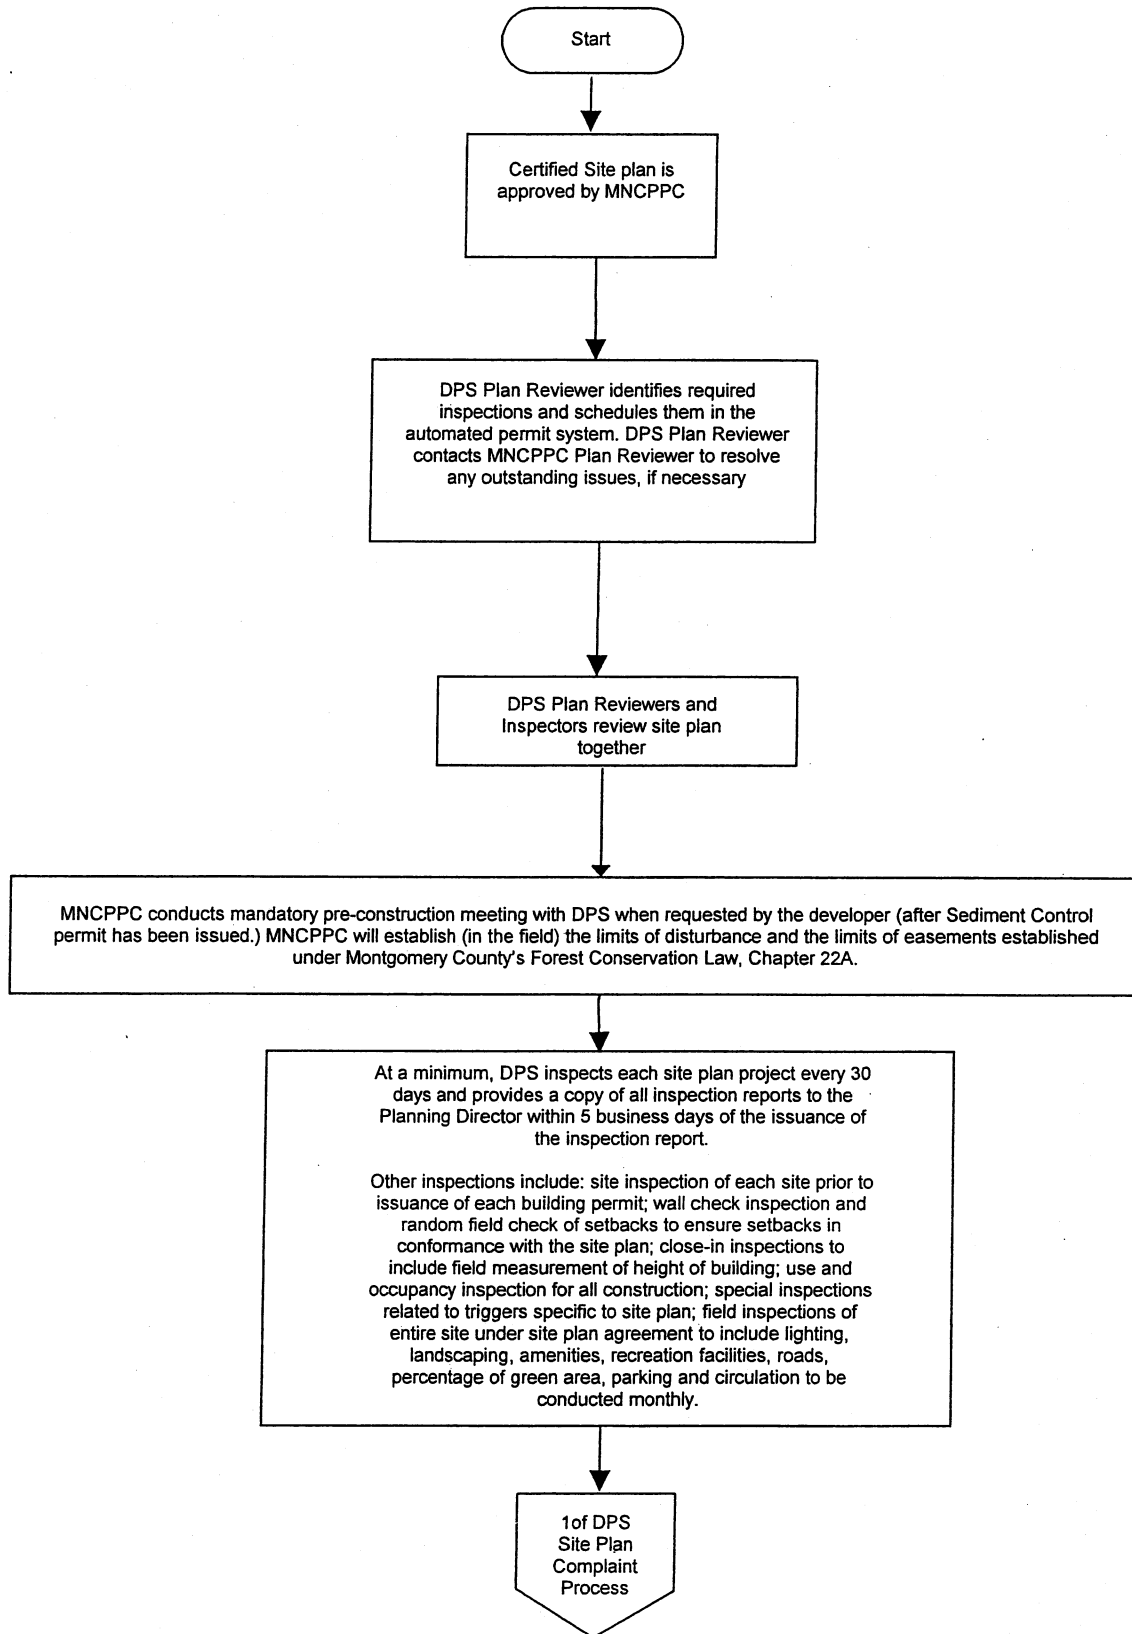 Start
Certified Site plan is
approved by MNCPPC
DPS Plan Reviewer identifies required
inspections and schedules them in the
automated permit system. DPS Plan Reviewer
contacts MNCPPC Plan Reviewer to resolve
any outstanding issues, if necessary
DPS Plan Reviewers and
Inspectors review site plan
together
MNCPPC conducts mandatory pre-construction meeting with DPS when requested by the developer (after Sediment Control
permit has been issued.) MNCPPC will establish (in the field) the limits of disturbance and the limits of easements established
under Montgomery County's Forest Conservation Law, Chapter 22A.
At a minimum, DPS inspects each site plan project every 30
days and provides a copy of all inspection reports to the
Planning Director within 5 business days of the issuance of
the inspection report.
Other inspections include: site inspection of each site prior to
issuance of each building permit; wall check inspection and
random field check of setbacks to ensure setbacks in
conformance with the site plan; close-in inspections to
include field measurement of height of building; use and
occupancy inspection for all construction; special inspections
related to triggers specific to site plan; field inspections of
entire site under site plan agreement to include lighting,
landscaping, amenities, recreation facilities, roads,
percentage of green area, parking and circulation to be
conducted monthly.
1of DPS
Site Plan
Complaint
Process